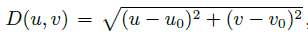 D(u, v) = √(u − u₀)² + (v − v₀)²,